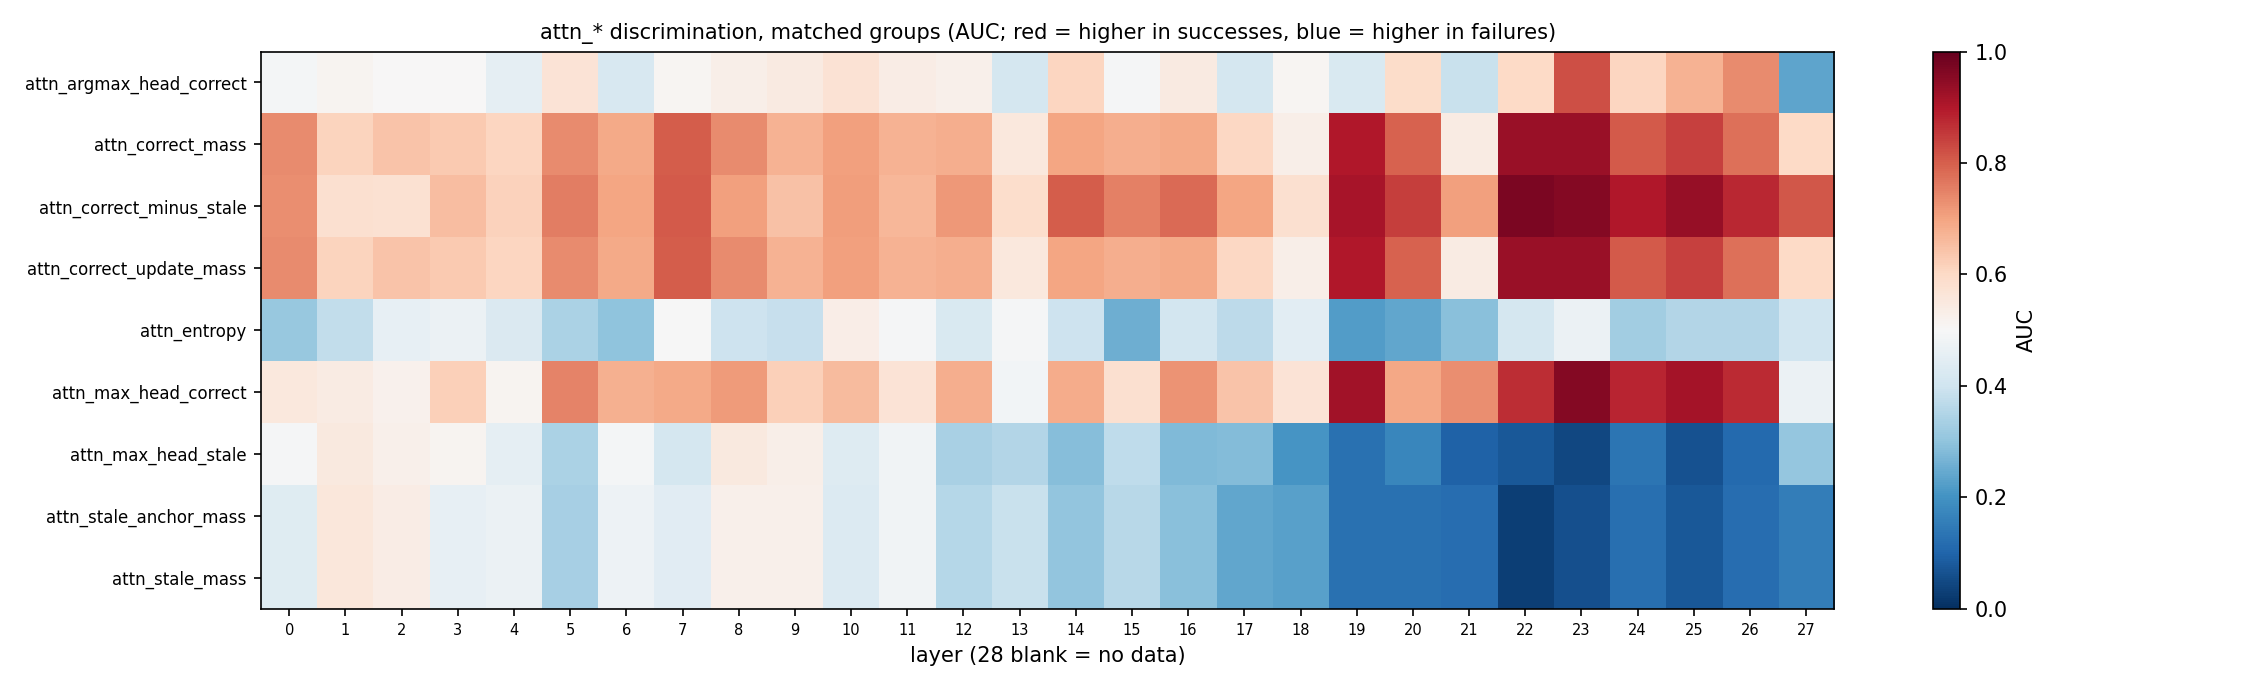 attn_* discrimination, matched groups (AUC; red = higher in successes, blue = higher in failures)
attn_argmax_head_correct
attn_correct_mass
attn_correct_minus_stale
attn_correct_update_mass
attn_entropy
attn_max_head_correct
attn_max_head_stale
attn_stale_anchor_mass
attn_stale_mass
0 1 2 3 4 5 6 7 8 9 10 11 12 13 14 15 16 17 18 19 20 21 22 23 24 25 26 27
layer (28 blank = no data)
1.0
0.8
0.6
0.4
0.2
0.0
AUC